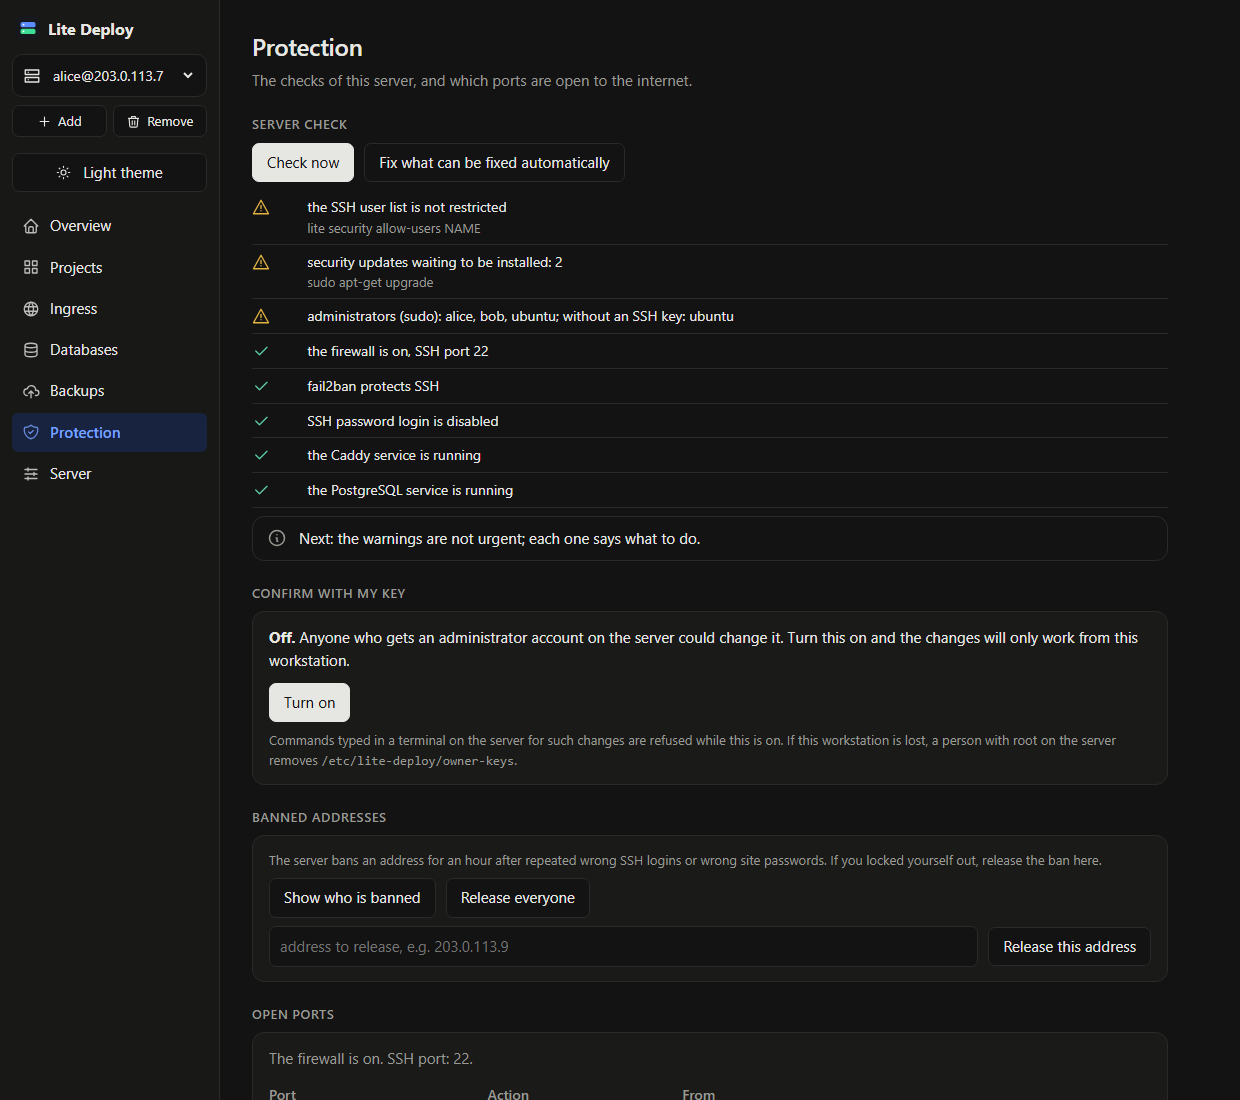 Lite Deploy
alice@203.0.113.7
Add
Remove
Light theme
Overview
Projects
Ingress
Databases
Backups
Protection
Server
Protection
The checks of this server, and which ports are open to the internet.
SERVER CHECK
Check now
Fix what can be fixed automatically
the SSH user list is not restricted
lite security allow-users NAME
security updates waiting to be installed: 2
sudo apt-get upgrade
administrators (sudo): alice, bob, ubuntu; without an SSH key: ubuntu
the firewall is on, SSH port 22
fail2ban protects SSH
SSH password login is disabled
the Caddy service is running
the PostgreSQL service is running
Next: the warnings are not urgent; each one says what to do.
CONFIRM WITH MY KEY
Off. Anyone who gets an administrator account on the server could change it. Turn this on and the changes will only work from this
workstation.
Turn on
Commands typed in a terminal on the server for such changes are refused while this is on. If this workstation is lost, a person with root on the server
removes /etc/lite-deploy/owner-keys.
BANNED ADDRESSES
The server bans an address for an hour after repeated wrong SSH logins or wrong site passwords. If you locked yourself out, release the ban here.
Show who is banned
Release everyone
address to release, e.g. 203.0.113.9
Release this address
OPEN PORTS
The firewall is on. SSH port: 22.
Port
Action
From